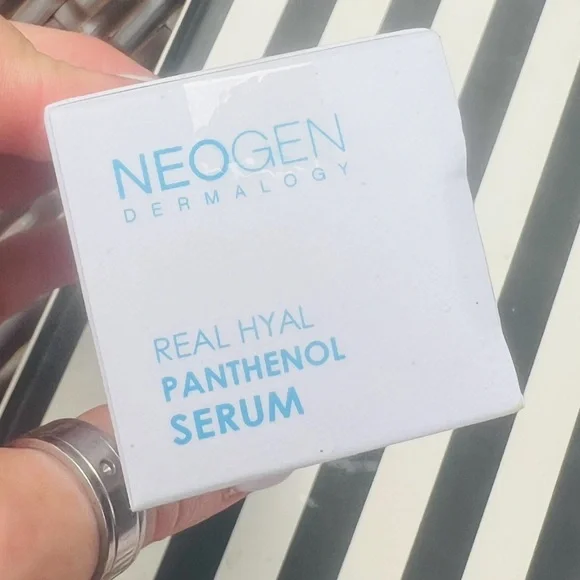 NEOGEN
DERMALOGY
REAL HYAL
PANTHENOL
SERUM